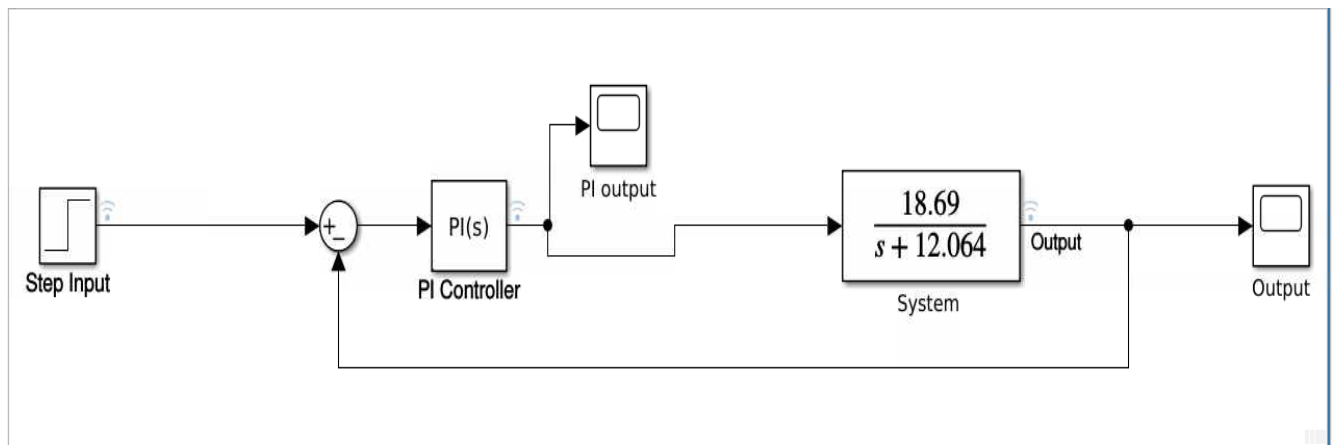 PI output
Step Input
+
−
PI(s)
PI Controller
18.69
s + 12.064
System
Output
Output